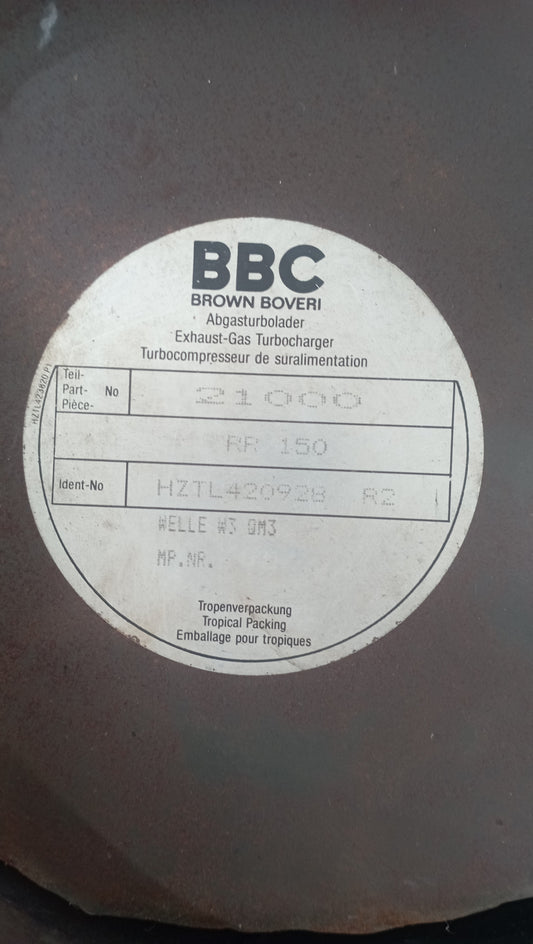 BBC
BROWN BOVERI
Abgasturbolader
Exhaust-Gas Turbocharger
Turbocompresseur de suralimentation
Teil-
Part- No
Pièce-
21000
RR 150
Ident-No HZTL420928 R2
WELLE W3 QM3
MP.NR.
Tropenverpackung
Tropical Packing
Emballage pour tropiques